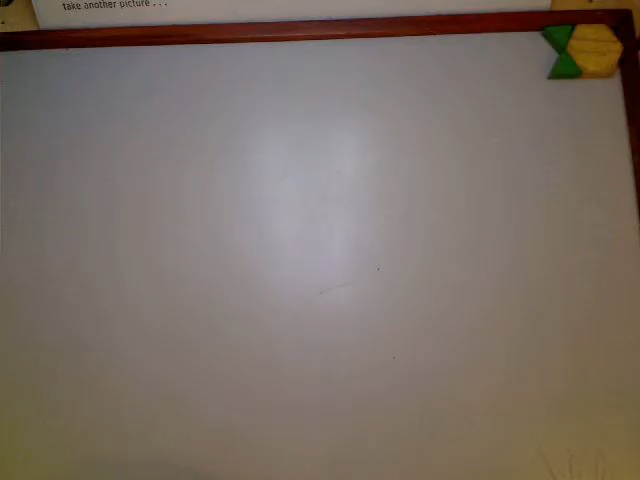 take another picture . . .